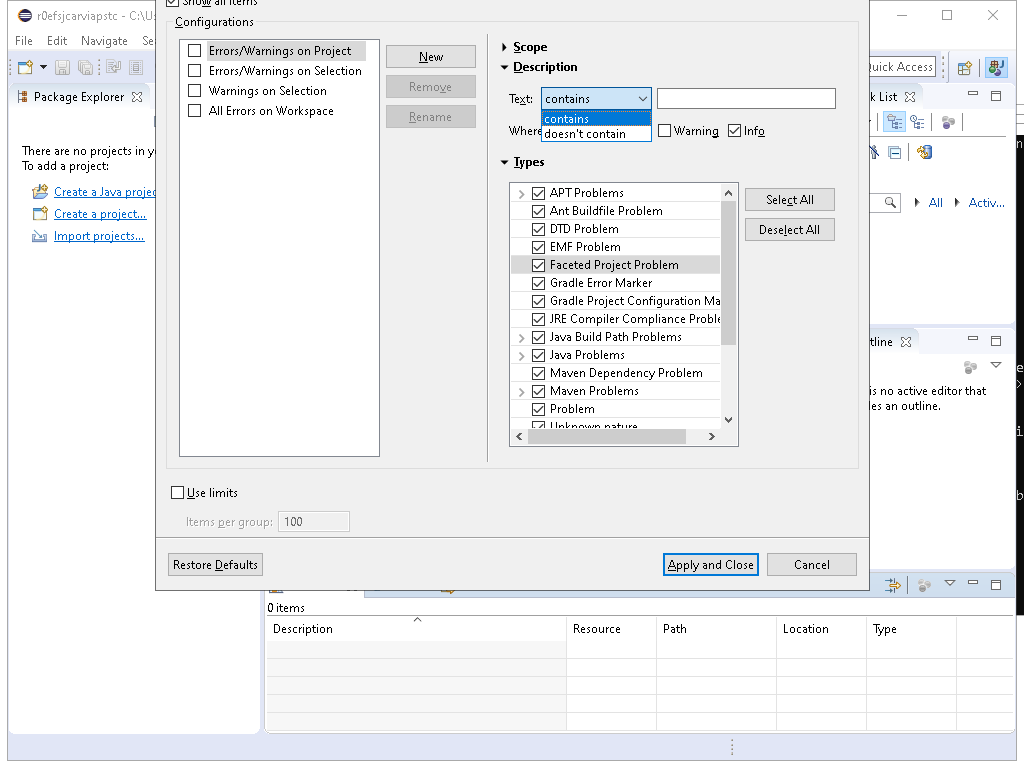 r0efsjcarviapstc - C:\Us
Show all items
File Edit Navigate Se
Configurations
Quick Access
Package Explorer
There are no projects in y
To add a project:
Create a Java projec
Create a project...
Import projects...
Errors/Warnings on Project
Errors/Warnings on Selection
Warnings on Selection
All Errors on Workspace
New
Remove
Rename
Scope
Description
Text: contains
contains
doesn't contain
Where
Warning
Info
Types
APT Problems
Ant Buildfile Problem
DTD Problem
EMF Problem
Faceted Project Problem
Gradle Error Marker
Gradle Project Configuration Ma
JRE Compiler Compliance Proble
Java Build Path Problems
Java Problems
Maven Dependency Problem
Maven Problems
Problem
Unknown nature
Select All
Deselect All
k List
All Activ...
tline
is no active editor that
les an outline.
Use limits
Items per group: 100
Restore Defaults
Apply and Close
Cancel
0 items
Description Resource Path Location Type